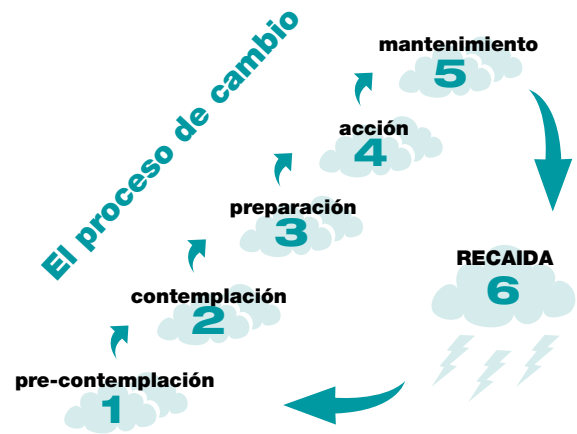 El proceso de cambio
mantenimiento
5
acción
4
preparación
3
RECAIDA
6
contemplación
2
pre-contemplación
1